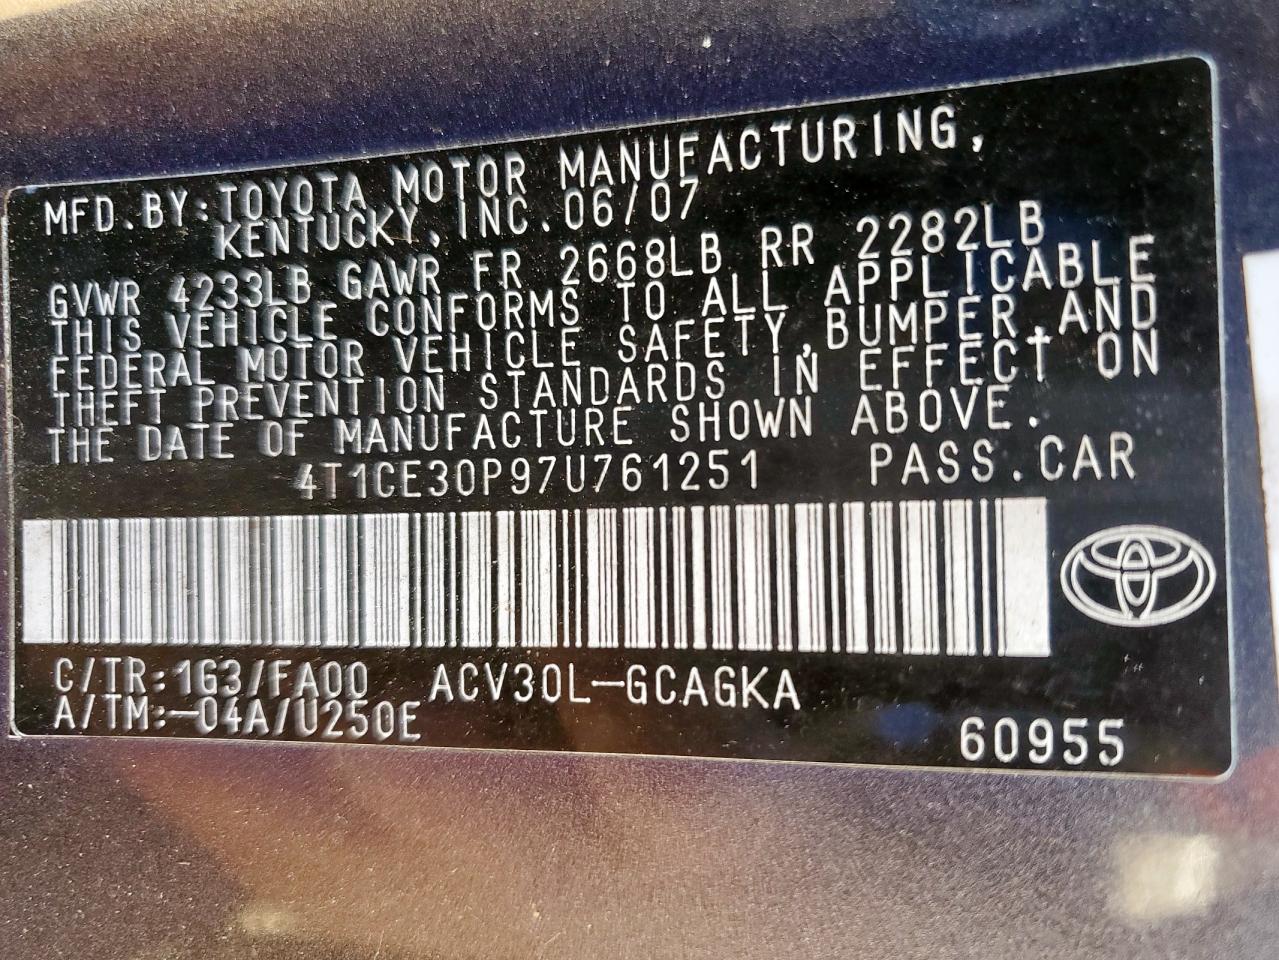 MFD.BY:TOYOTA MOTOR MANUFACTURING,
KENTUCKY,INC.06/07
GVWR 4233LB GAWR FR 2668LB RR 2282LB
THIS VEHICLE CONFORMS TO ALL APPLICABLE
FEDERAL MOTOR VEHICLE SAFETY,BUMPER,AND
THEFT PREVENTION STANDARDS IN EFFECT ON
THE DATE OF MANUFACTURE SHOWN ABOVE.
4T1CE30P97U761251 PASS.CAR
C/TR:163/FA00 ACV30L-GCAGKA
A/TM:-04A/U250E 60955